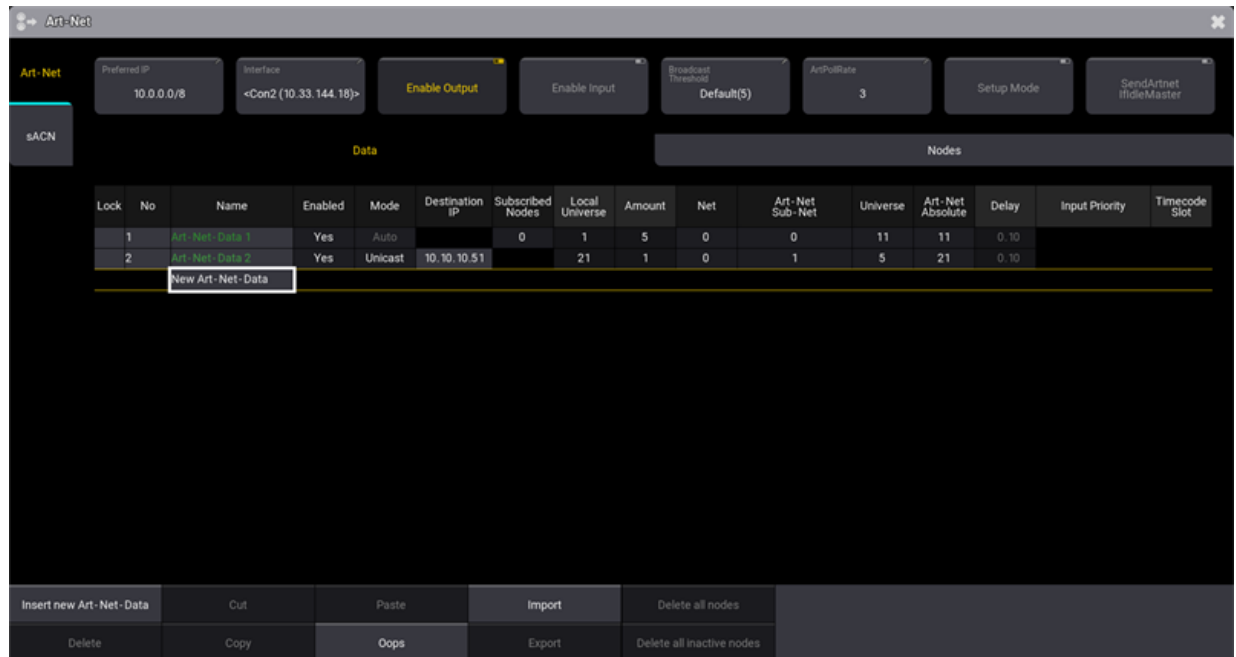 Art-Net
Art-Net
sACN
Preferred IP
10.0.0.0/8
Interface
<Con2 (10.33.144.18)>
Enable Output
Enable Input
Broadcast
Threshold
Default(5)
ArtPollRate
3
Setup Mode
SendArtnet
IfIdleMaster
Data
Nodes
Lock No Name Enabled Mode Destination IP Subscribed Nodes Local Universe Amount Net Art-Net Sub-Net Universe Art-Net Absolute Delay Input Priority Timecode Slot
1 Art-Net-Data 1 Yes Auto 0 1 5 0 0 11 11 0.10
2 Art-Net-Data 2 Yes Unicast 10.10.10.51 21 1 0 1 5 21 0.10
New Art-Net-Data
Insert new Art-Net-Data Cut Paste Import Delete all nodes
Delete Copy Oops Export Delete all inactive nodes